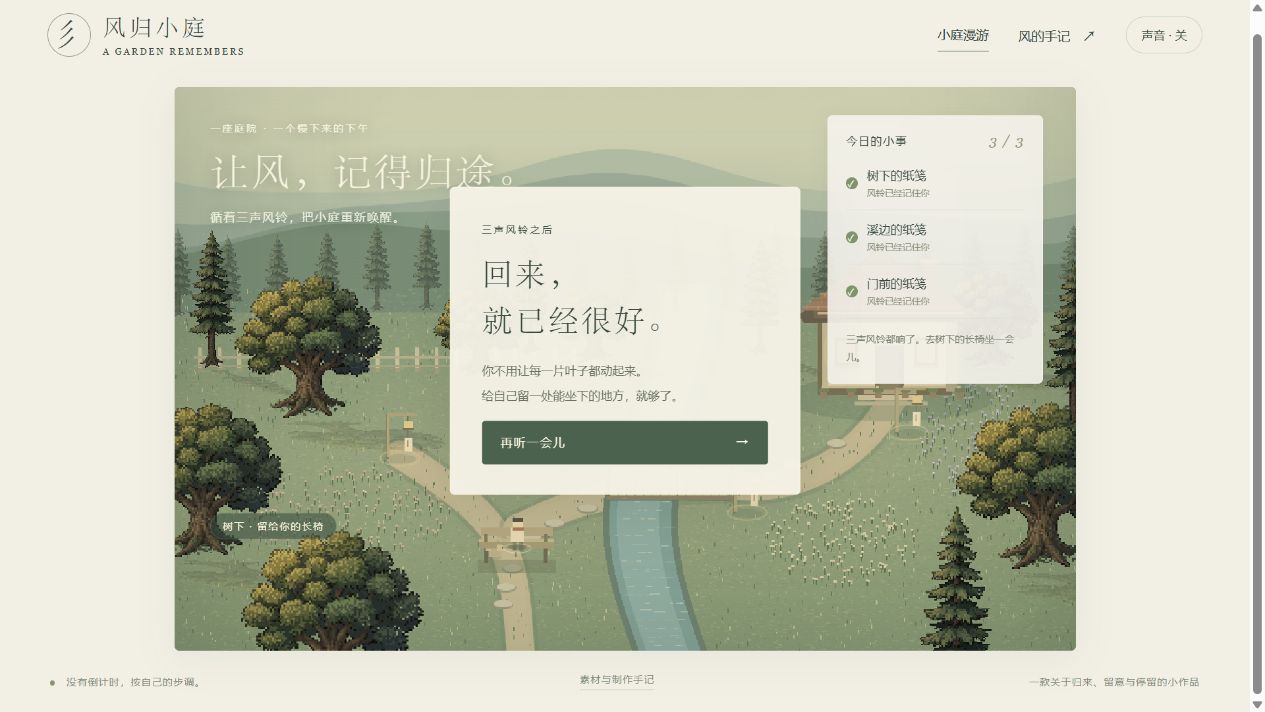 风归小庭
A GARDEN REMEMBERS
小庭漫游
风的手记 ↗
声音 · 关
一座庭院 · 一个慢下来的下午
让风，记得归途。
循着三声风铃，把小庭重新唤醒。
今日的小事
3 / 3
树下的纸笺
风铃已经记住你
溪边的纸笺
风铃已经记住你
门前的纸笺
风铃已经记住你
三声风铃都响了。去树下的长椅坐一会
儿。
三声风铃之后
回来，
就已经很好。
你不用让每一片叶子都动起来。
给自己留一处能坐下的地方，就够了。
再听一会儿 →
树下 · 留给你的长椅
没有倒计时，按自己的步调。
素材与制作手记
一款关于归来、留意与停留的小作品